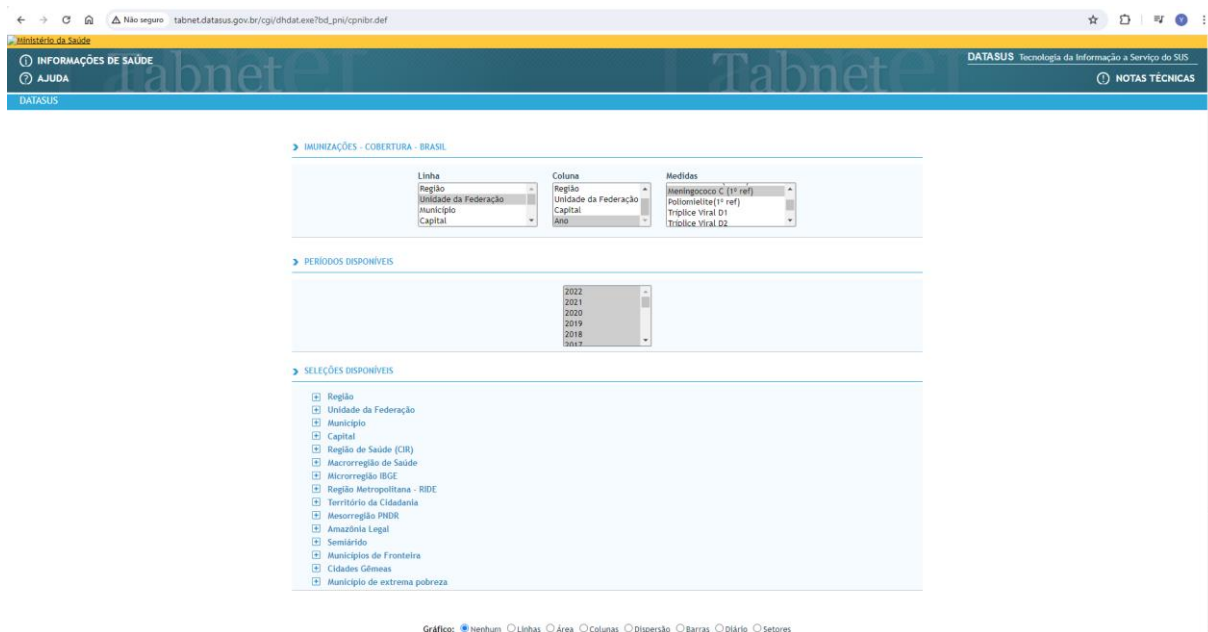 Não seguro tabnet.datasus.gov.br/cgi/dhdat.exe?bd_pni/cpnibr.def
Ministério da Saúde
INFORMAÇÕES DE SAÚDE
AJUDA
Tabnet
Tabnet
DATASUS Tecnologia da Informação a Serviço do SUS
NOTAS TÉCNICAS
DATASUS
IMUNIZAÇÕES - COBERTURA - BRASIL
Linha Coluna Medidas
Região Região Meningococo C (1º ref)
Unidade da Federação Unidade da Federação Poliomielite(1º ref)
Município Capital Tríplice Viral D1
Capital Ano Tríplice Viral D2
PERÍODOS DISPONÍVEIS
2022
2021
2020
2019
2018
2017
SELEÇÕES DISPONÍVEIS
Região
Unidade da Federação
Município
Capital
Região de Saúde (CIR)
Macrorregião de Saúde
Microrregião IBGE
Região Metropolitana - RIDE
Território da Cidadania
Mesorregião PNDR
Amazônia Legal
Semiárido
Municípios de Fronteira
Cidades Gêmeas
Município de extrema pobreza
Gráfico: Nenhum Linhas Área Colunas Dispersão Barras Diário Setores